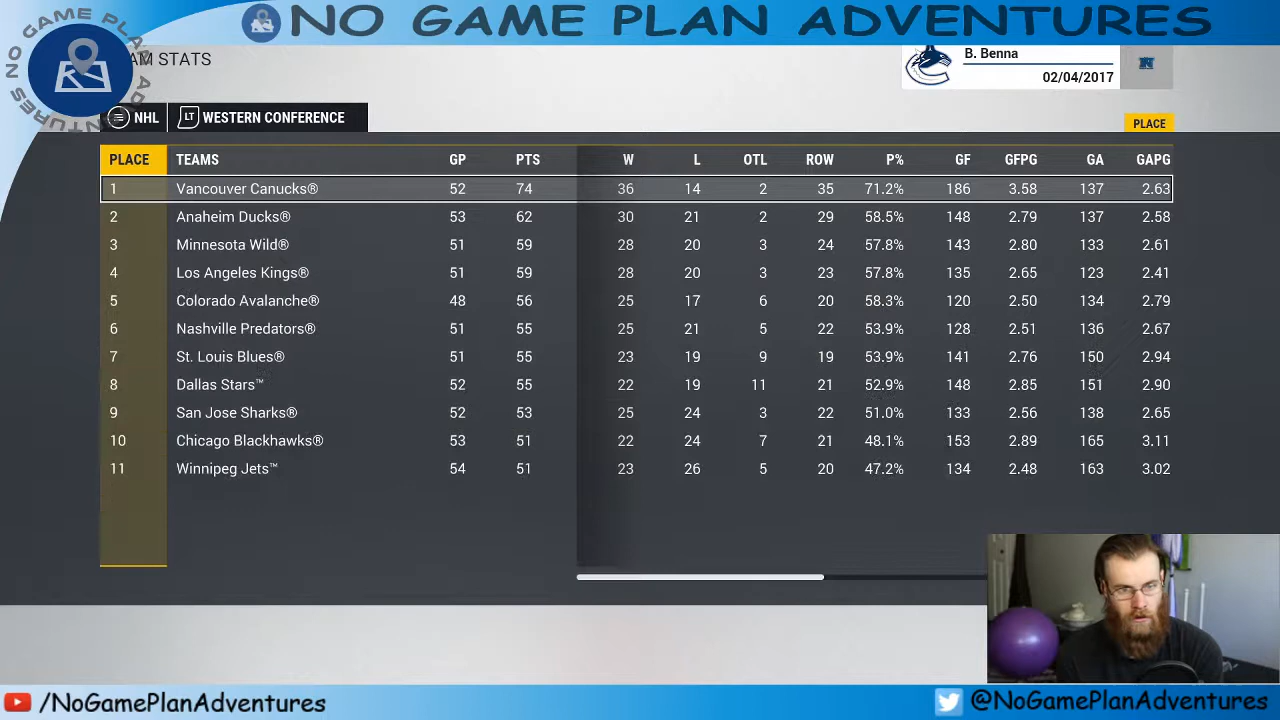 NO GAME PLAN ADVENTURES
NO GAME PLAN ADVENTURES
AM STATS
B. Benna
02/04/2017
N
NHL LT WESTERN CONFERENCE
PLACE
PLACE TEAMS GP PTS W L OTL ROW P% GF GFPG GA GAPG
1 Vancouver Canucks® 52 74 36 14 2 35 71.2% 186 3.58 137 2.63
2 Anaheim Ducks® 53 62 30 21 2 29 58.5% 148 2.79 137 2.58
3 Minnesota Wild® 51 59 28 20 3 24 57.8% 143 2.80 133 2.61
4 Los Angeles Kings® 51 59 28 20 3 23 57.8% 135 2.65 123 2.41
5 Colorado Avalanche® 48 56 25 17 6 20 58.3% 120 2.50 134 2.79
6 Nashville Predators® 51 55 25 21 5 22 53.9% 128 2.51 136 2.67
7 St. Louis Blues® 51 55 23 19 9 19 53.9% 141 2.76 150 2.94
8 Dallas Stars™ 52 55 22 19 11 21 52.9% 148 2.85 151 2.90
9 San Jose Sharks® 52 53 25 24 3 22 51.0% 133 2.56 138 2.65
10 Chicago Blackhawks® 53 51 22 24 7 21 48.1% 153 2.89 165 3.11
11 Winnipeg Jets™ 54 51 23 26 5 20 47.2% 134 2.48 163 3.02
/NoGamePlanAdventures
@NoGamePlanAdventures